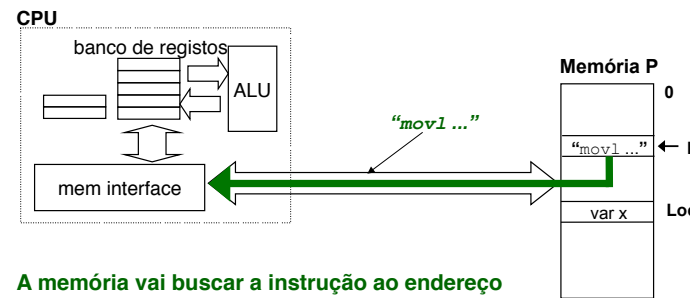 CPU
banco de registos
ALU
Memória P
0
“movl ...”
“movl ...”
mem interface
var x
A memória vai buscar a instrução ao endereço